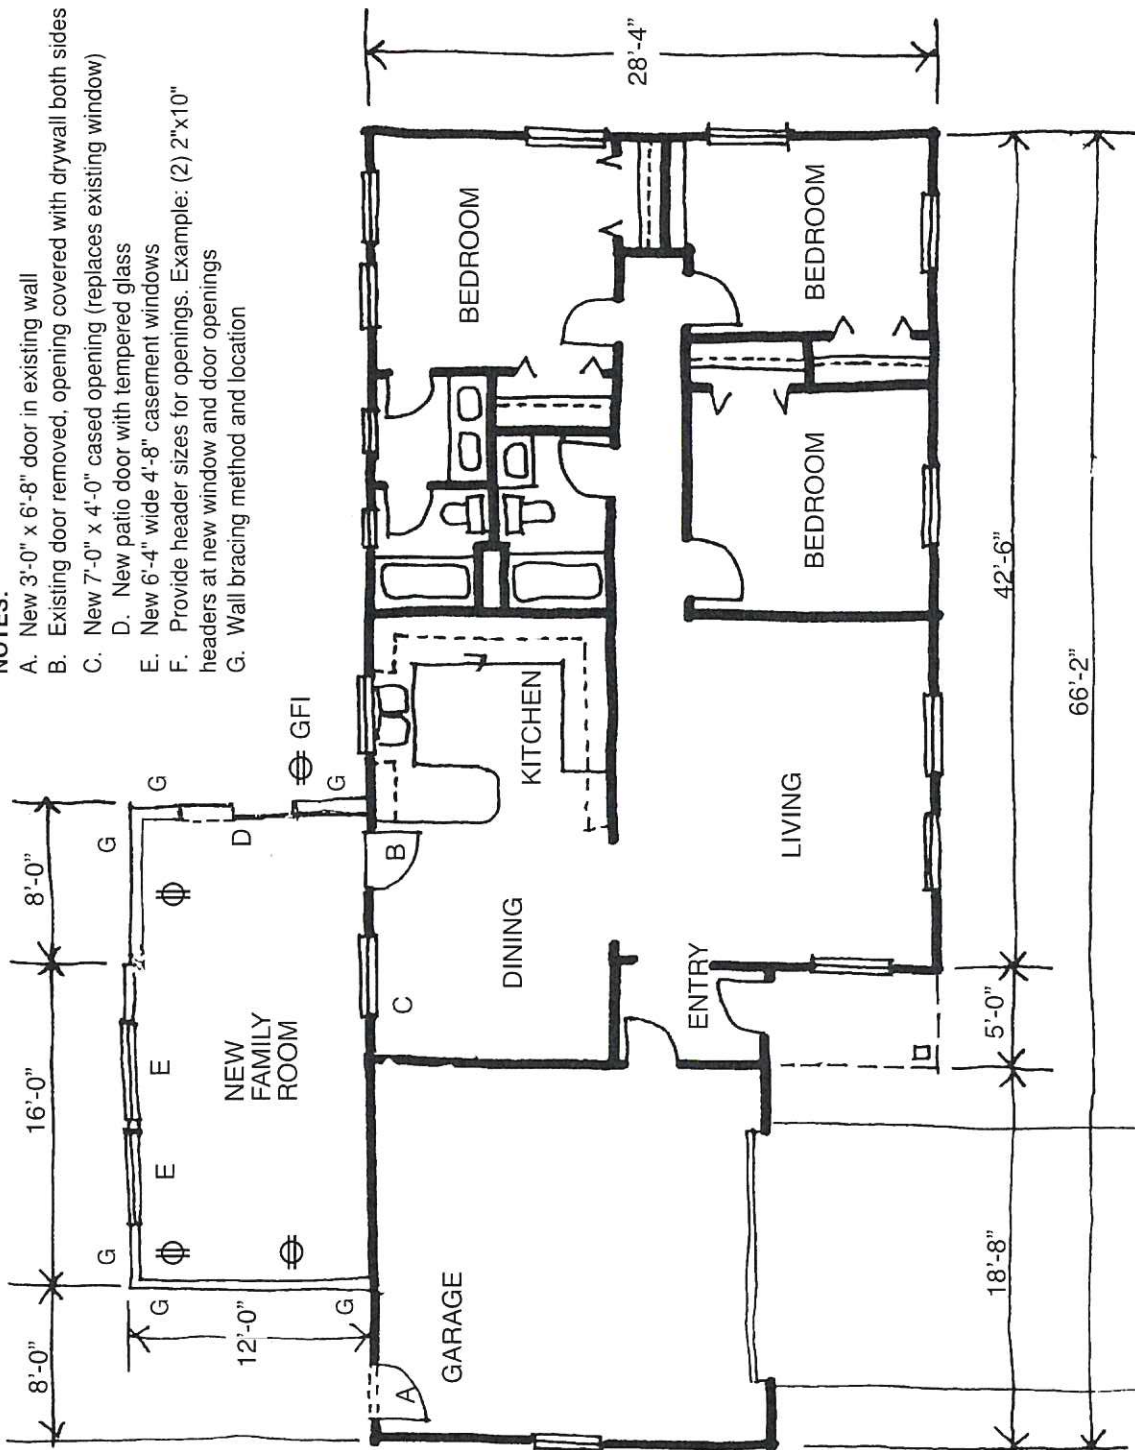 NOTES:
A. New 3'-0" x 6'-8" door in existing wall
B. Existing door removed, opening covered with drywall both sides
C. New 7'-0" x 4'-0" cased opening (replaces existing window)
D. New patio door with tempered glass
E. New 6'-4" wide 4'-8" casement windows
F. Provide header sizes for openings. Example: (2) 2"x10"
headers at new window and door openings
G. Wall bracing method and location
8'-0"
16'-0"
8'-0"
12'-0"
G
G
G
G
G
G
E
E
D
GFI
NEW
FAMILY
ROOM
A
C
B
GARAGE
DINING
KITCHEN
BEDROOM
ENTRY
LIVING
BEDROOM
BEDROOM
28'-4"
18'-8"
5'-0"
42'-6"
66'-2"